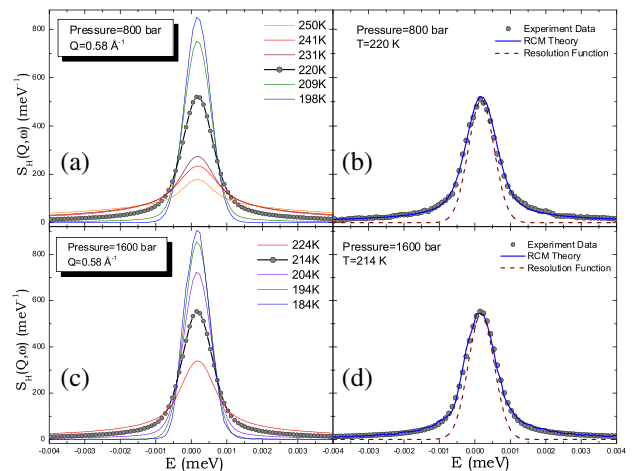 Pressure=800 bar
Q=0.58 Å⁻¹
250K
241K
231K
220K
209K
198K
(a)
Pressure=800 bar
T=220 K
Experiment Data
RCM Theory
Resolution Function
(b)
S_H(Q,ω) (meV⁻¹)
800
600
400
200
0
Pressure=1600 bar
Q=0.58 Å⁻¹
224K
214K
204K
194K
184K
(c)
Pressure=1600 bar
T=214 K
Experiment Data
RCM Theory
Resolution Function
(d)
S_H(Q,ω) (meV⁻¹)
800
600
400
200
0
-0.004 -0.003 -0.002 -0.001 0.000 0.001 0.002 0.003 -0.004 -0.003 -0.002 -0.001 0.000 0.001 0.002 0.003 0.004
E (meV) E (meV)